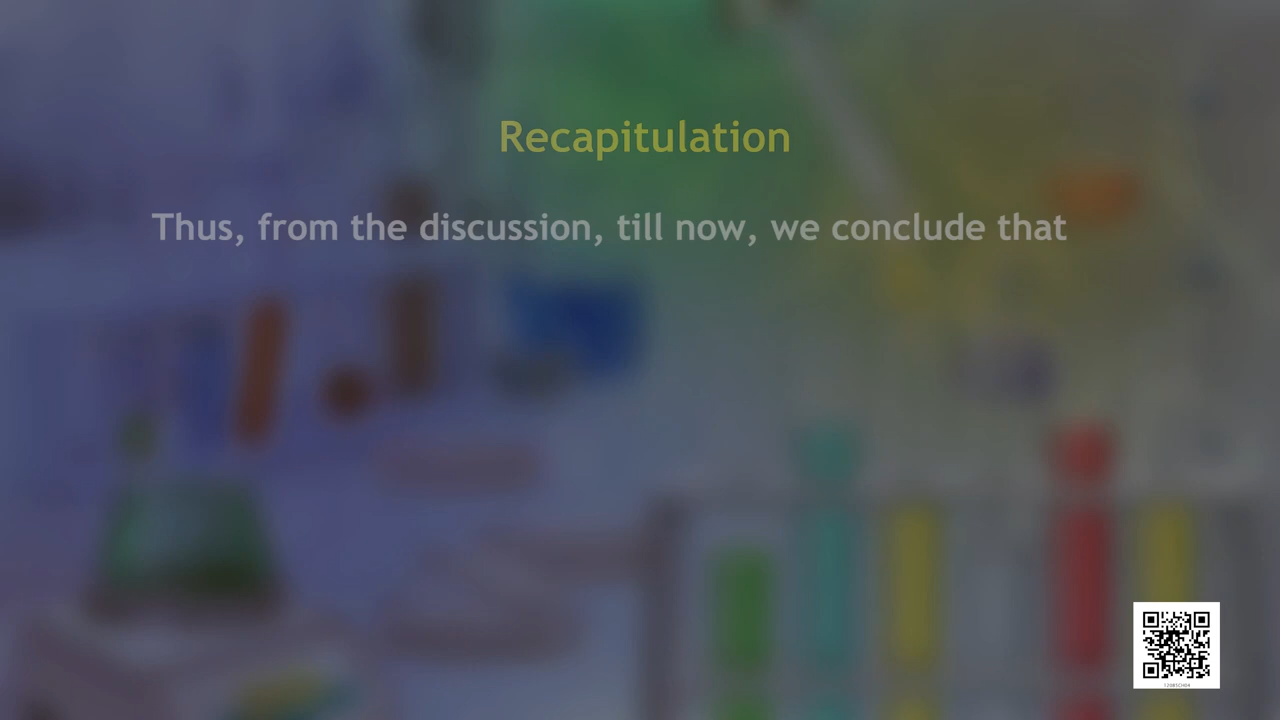 Recapitulation
Thus, from the discussion, till now, we conclude that